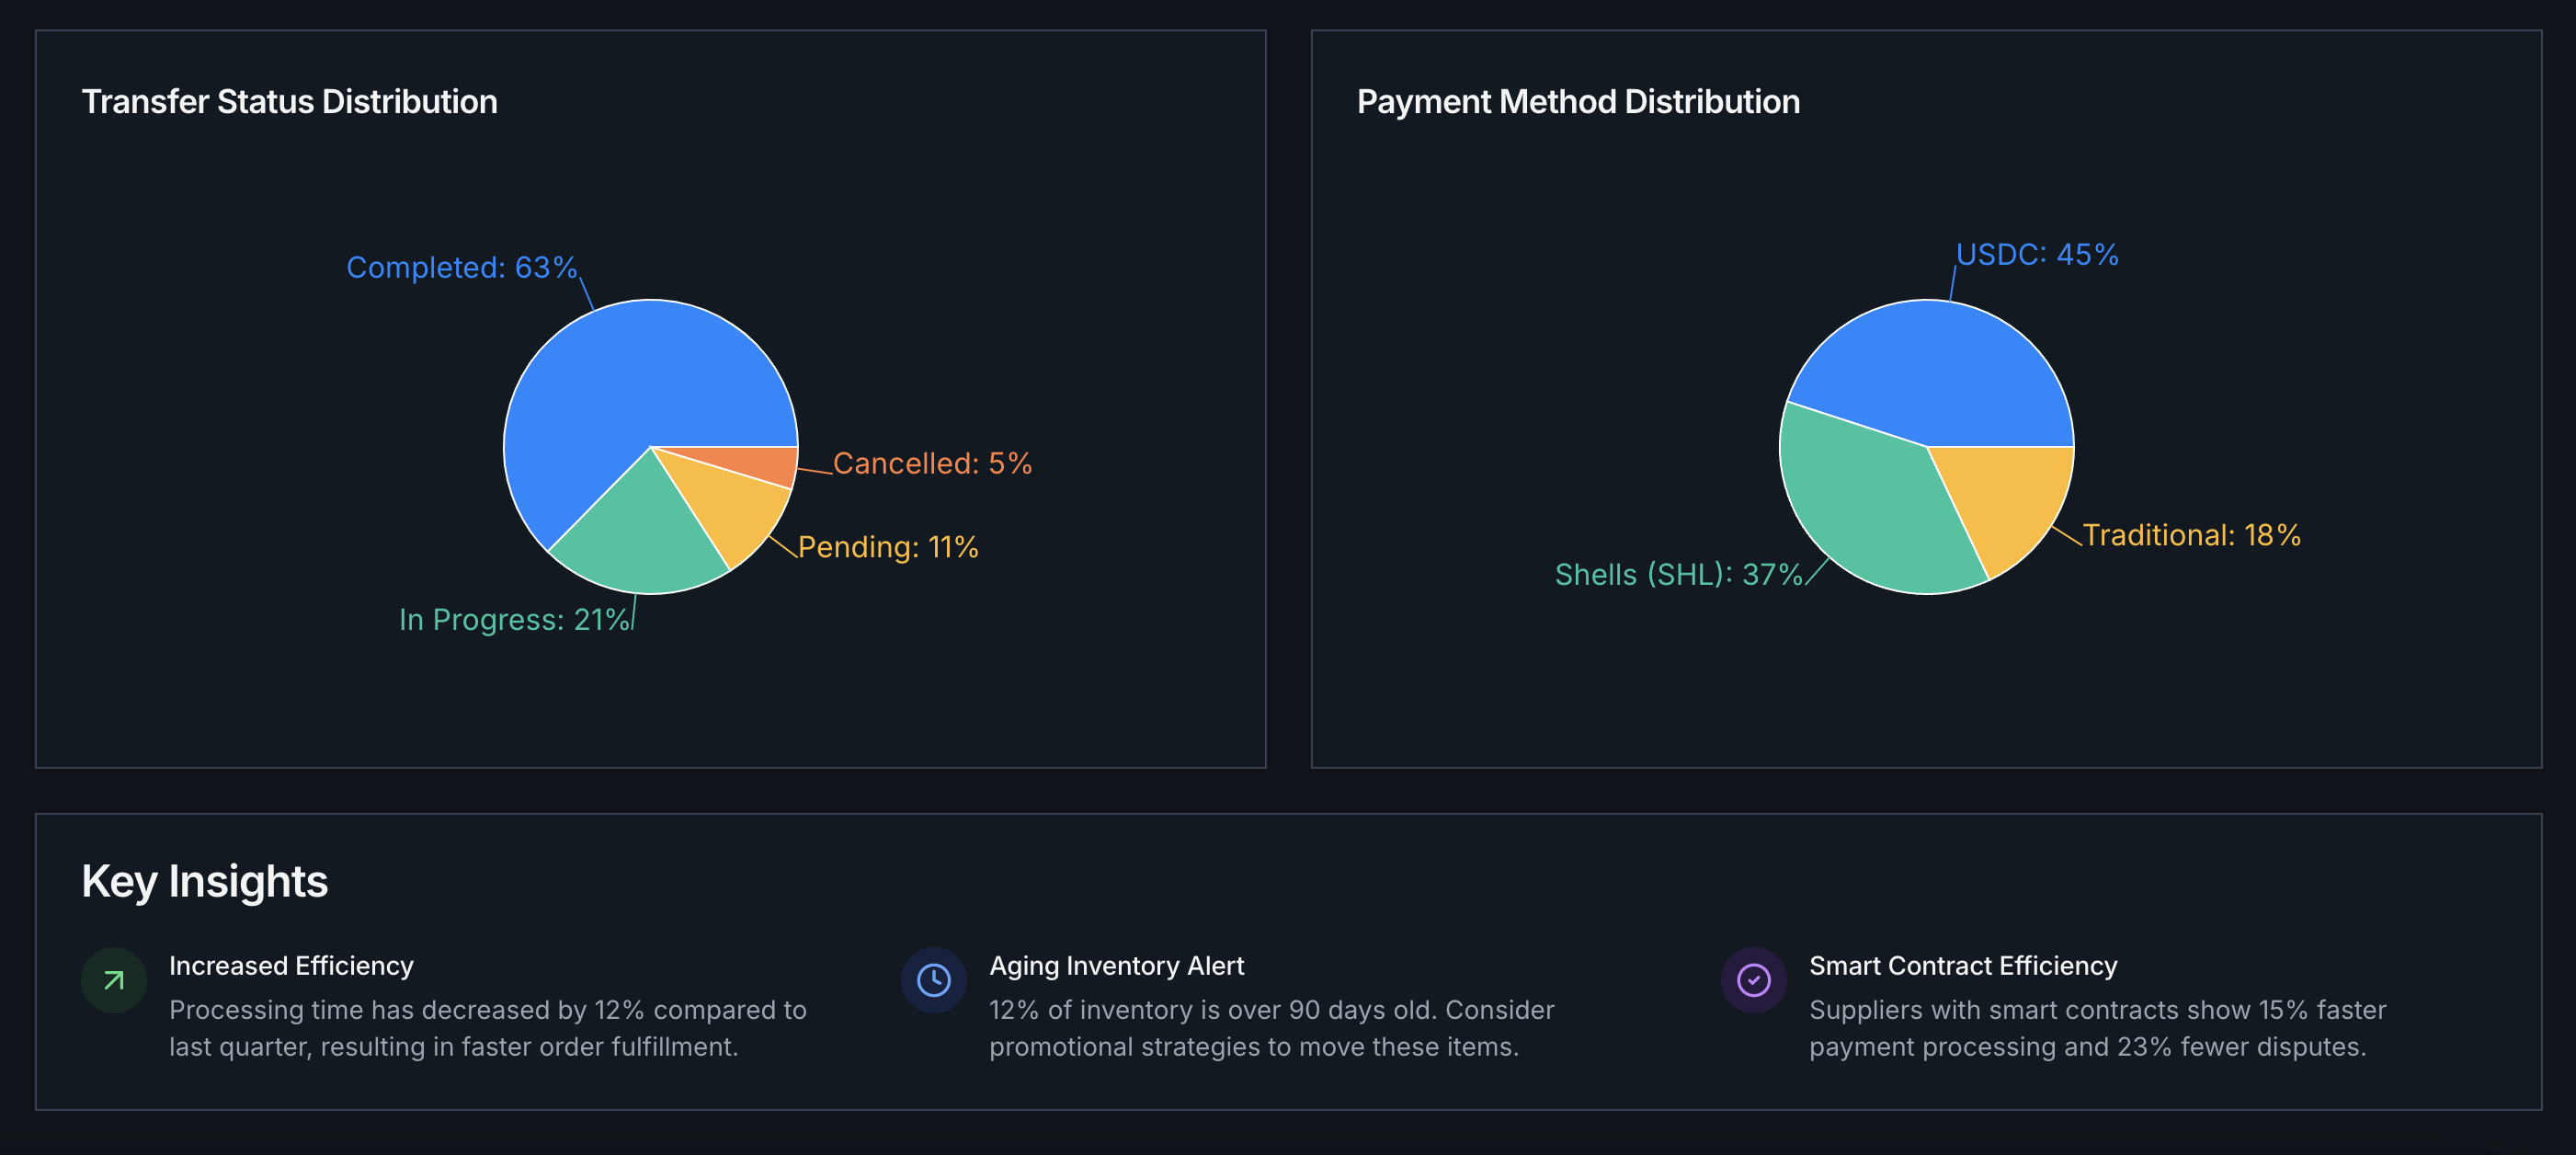 Transfer Status Distribution
Completed: 63%
Cancelled: 5%
Pending: 11%
In Progress: 21%
Payment Method Distribution
USDC: 45%
Traditional: 18%
Shells (SHL): 37%
Key Insights
Increased Efficiency
Processing time has decreased by 12% compared to
last quarter, resulting in faster order fulfillment.
Aging Inventory Alert
12% of inventory is over 90 days old. Consider
promotional strategies to move these items.
Smart Contract Efficiency
Suppliers with smart contracts show 15% faster
payment processing and 23% fewer disputes.